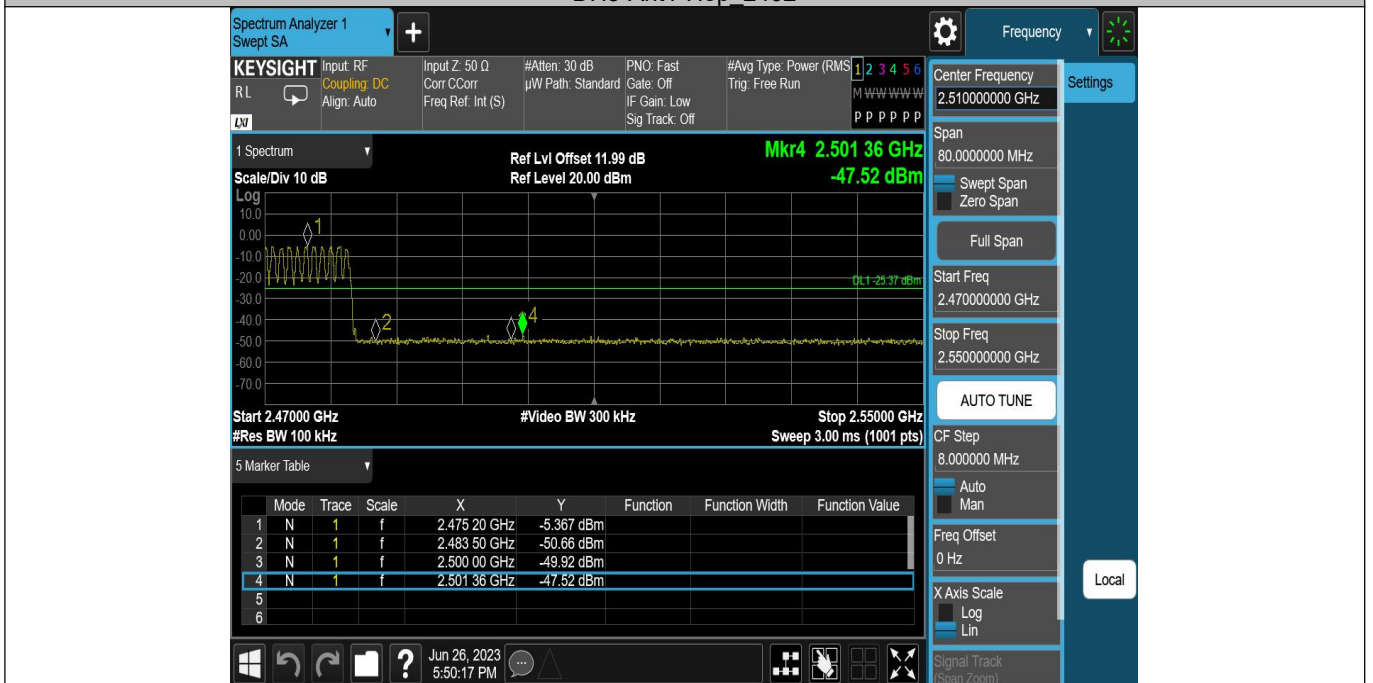 Spectrum Analyzer 1
Swept SA
+
Frequency
KEYSIGHT
RL
LXI
Input: RF
Coupling: DC
Align: Auto
Input Z: 50 Ω
Corr CCorr
Freq Ref: Int (S)
#Atten: 30 dB
µW Path: Standard
PNO: Fast
Gate: Off
IF Gain: Low
Sig Track: Off
#Avg Type: Power (RMS
Trig: Free Run
1 2 3 4 5 6
M W W W W W
P P P P P P
1 Spectrum
Scale/Div 10 dB
Ref Lvl Offset 11.99 dB
Ref Level 20.00 dBm
Mkr4 2.501 36 GHz
-47.52 dBm
Log
10.0
0.00
-10.0
-20.0
-30.0
-40.0
-50.0
-60.0
-70.0
1
2
4
DL1 -25.37 dBm
Start 2.47000 GHz
#Res BW 100 kHz
#Video BW 300 kHz
Stop 2.55000 GHz
Sweep 3.00 ms (1001 pts)
5 Marker Table
Mode Trace Scale X Y Function Function Width Function Value
1 N 1 f 2.475 20 GHz -5.367 dBm
2 N 1 f 2.483 50 GHz -50.66 dBm
3 N 1 f 2.500 00 GHz -49.92 dBm
4 N 1 f 2.501 36 GHz -47.52 dBm
5
6
?
Jun 26, 2023
5:50:17 PM
Center Frequency
2.510000000 GHz
Settings
Span
80.0000000 MHz
Swept Span
Zero Span
Full Span
Start Freq
2.470000000 GHz
Stop Freq
2.550000000 GHz
AUTO TUNE
CF Step
8.000000 MHz
Auto
Man
Freq Offset
0 Hz
X Axis Scale
Log
Lin
Local
Signal Track
(Span Zoom)